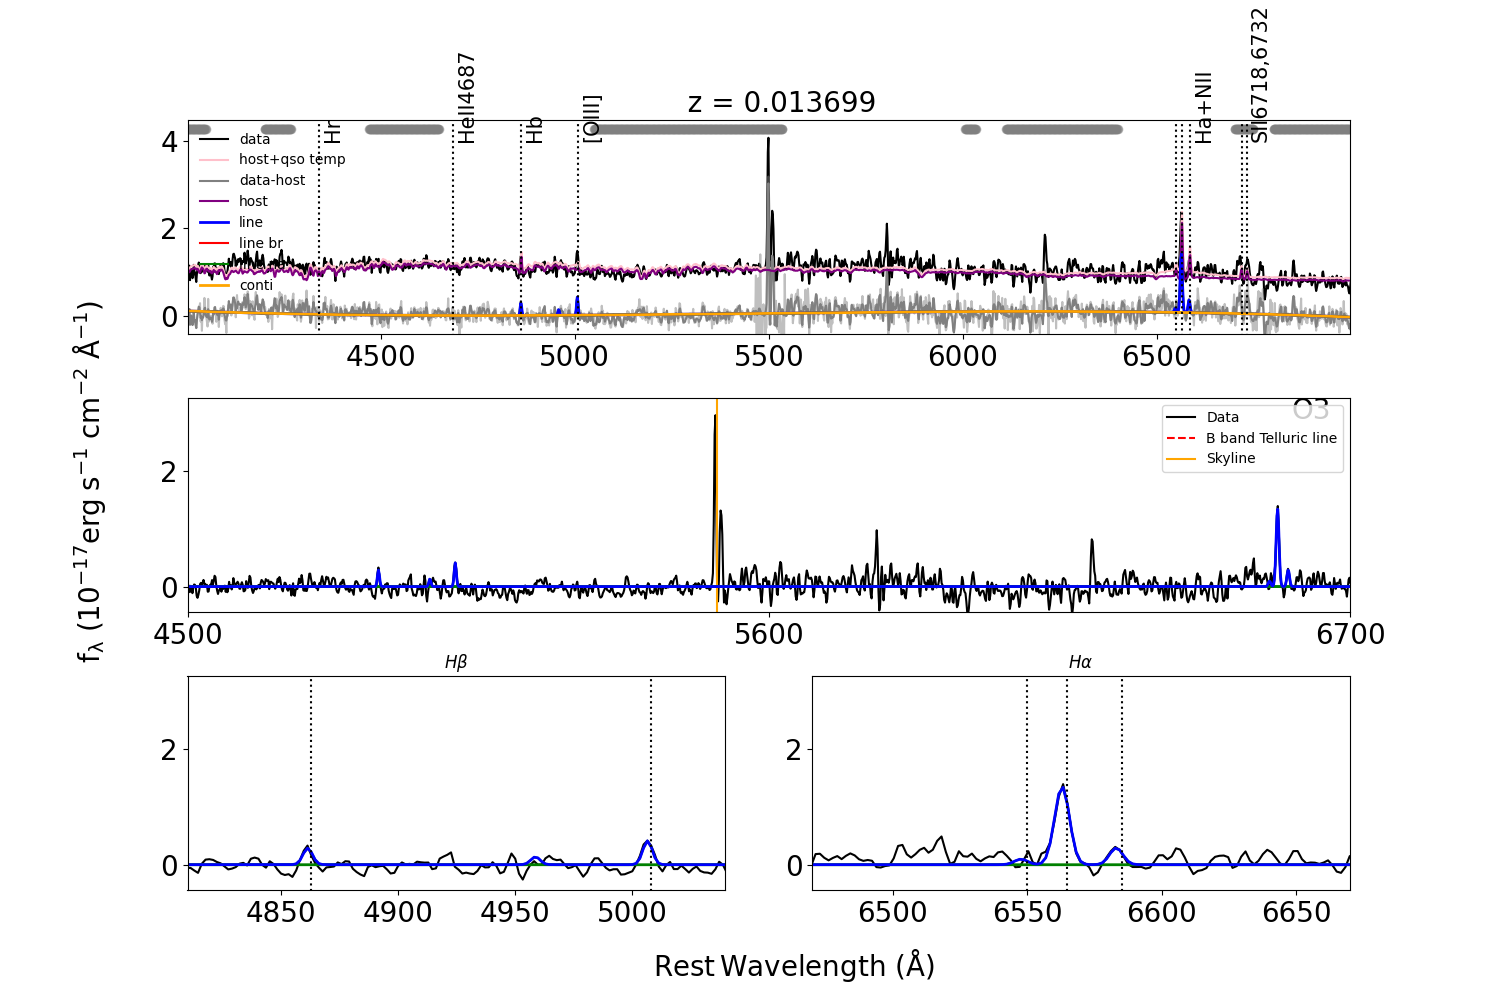 z = 0.013699
Hr
HeII4687
Hb
[OIII]
Ha+NII
SII6718,6732
data
host+qso temp
data-host
host
line
line br
conti
4
2
0
4500 5000 5500 6000 6500
O3
Data
B band Telluric line
Skyline
2
0
4500 5600 6700
fλ (10−17erg s−1 cm−2 Å−1)
Hβ
2
0
4850 4900 4950 5000
Hα
2
0
6500 6550 6600 6650
Rest Wavelength (Å)